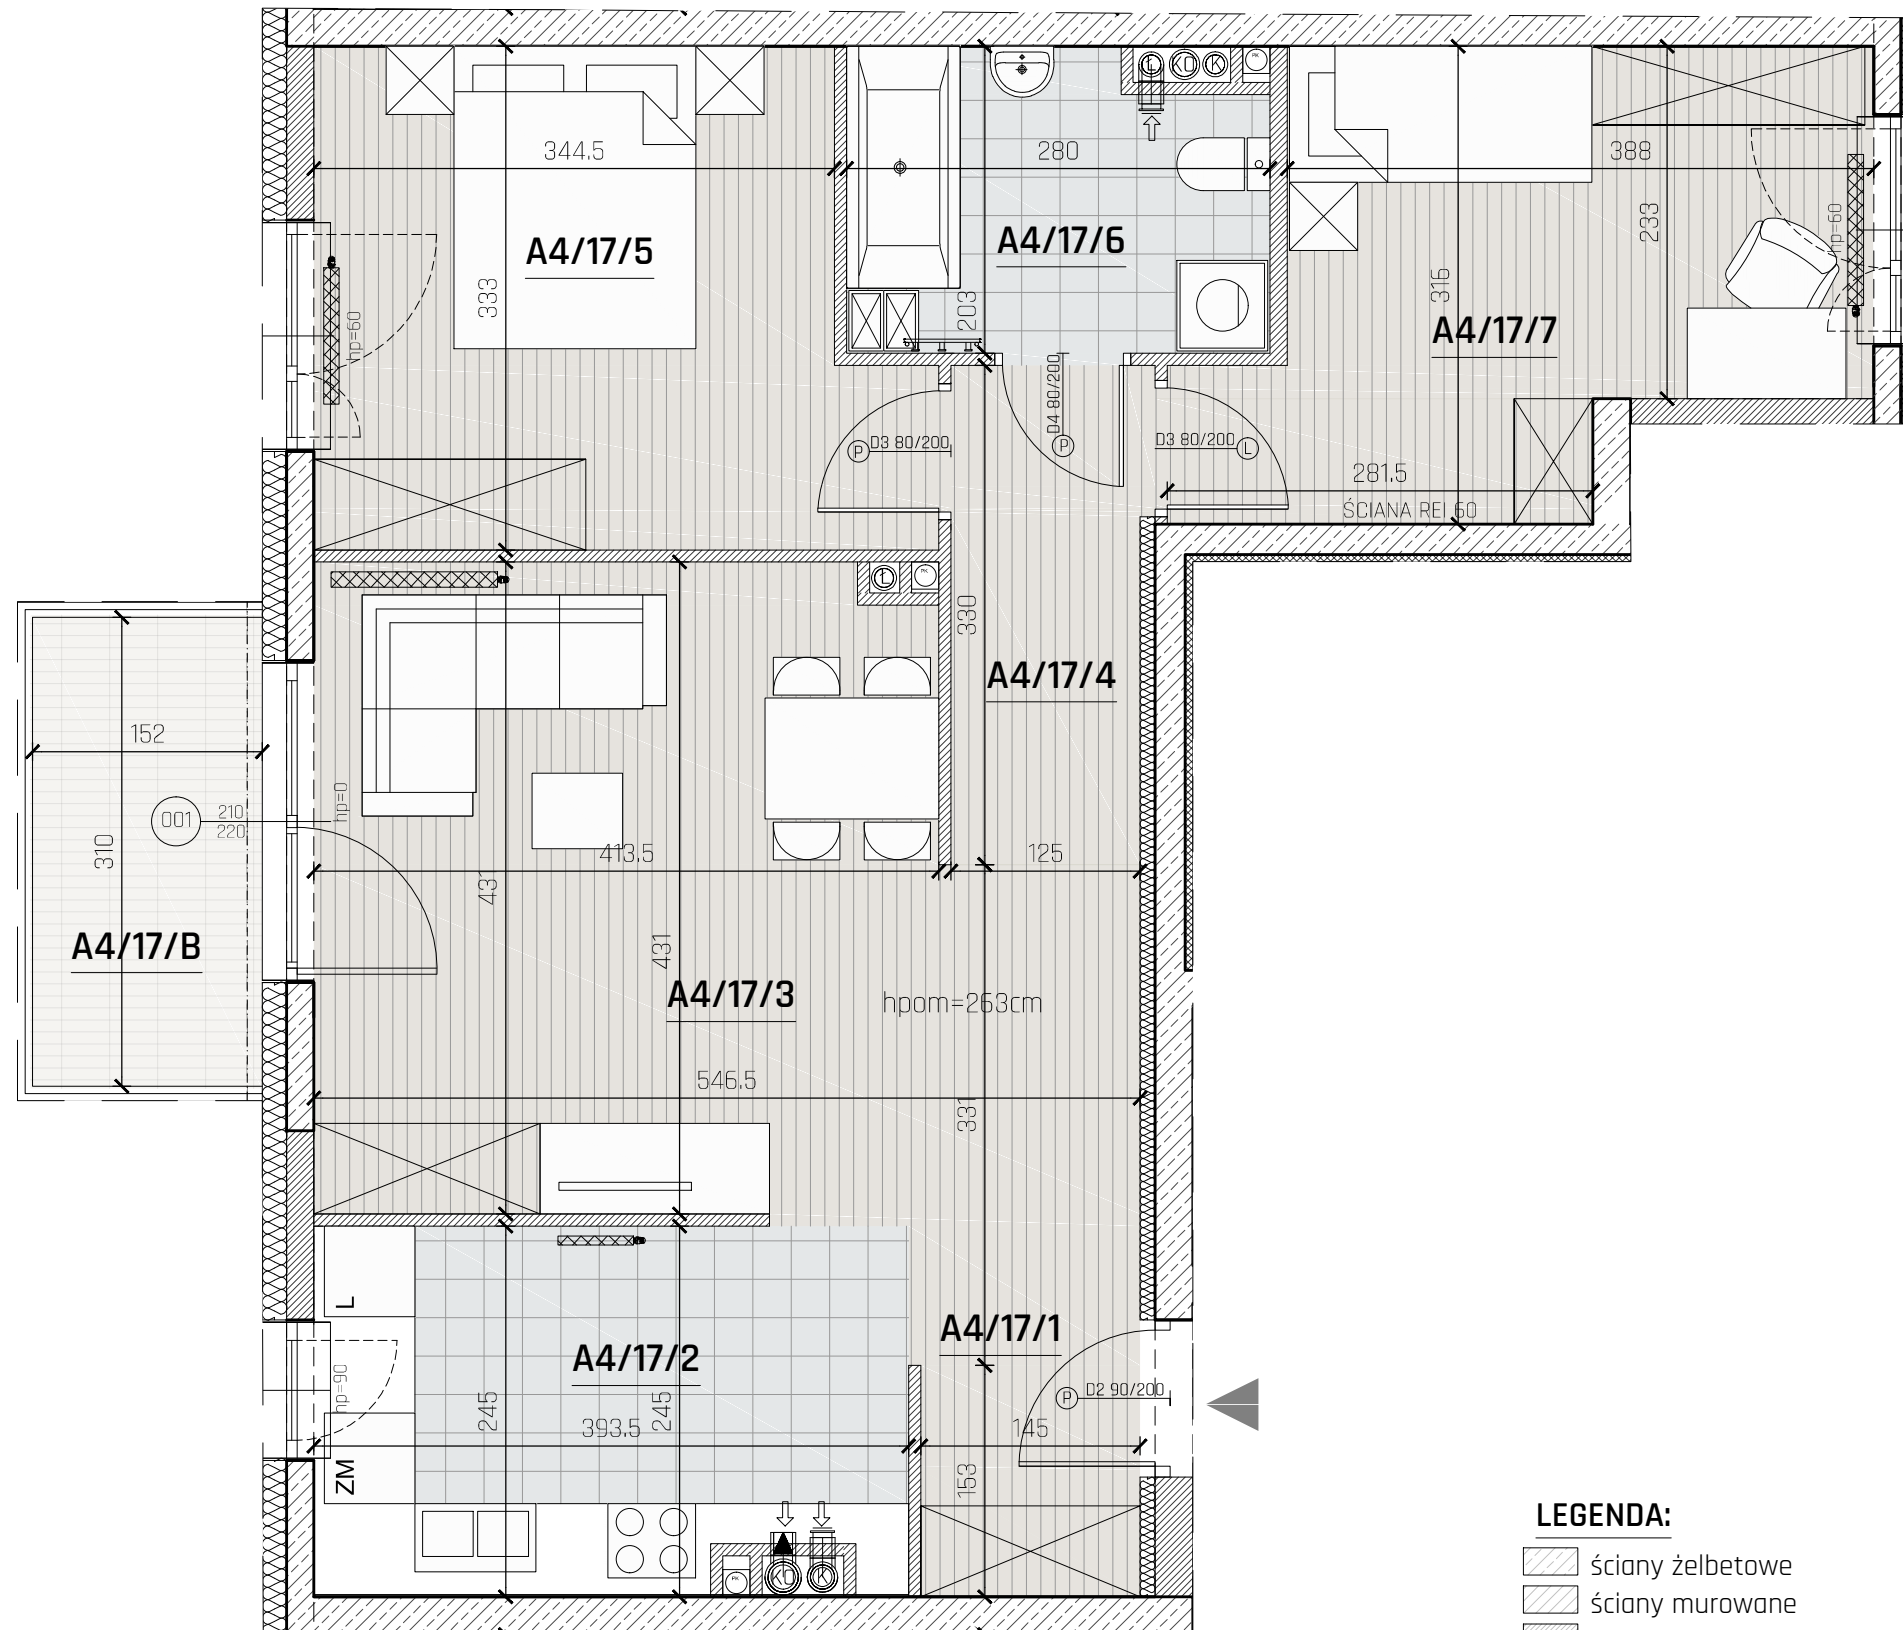 Ł KO K PK
344.5
280
388
A4/17/5
A4/17/6
A4/17/7
333
203
316
233
hp=60
hp=60
D3 80/200 P
D4 80/200 P
D3 80/200 L
281.5
ŚCIANA REI 60
Ł PK
330
A4/17/4
152
001 210
220
hp=0
310
413.5
125
431
431
A4/17/B
A4/17/3
hpom=263cm
546.5
331
L
A4/17/1
A4/17/2
hp=90
P D2 90/200
245
393.5
245
145
ZM
153
PK KO K
LEGENDA:
ściany żelbetowe
ściany murowane